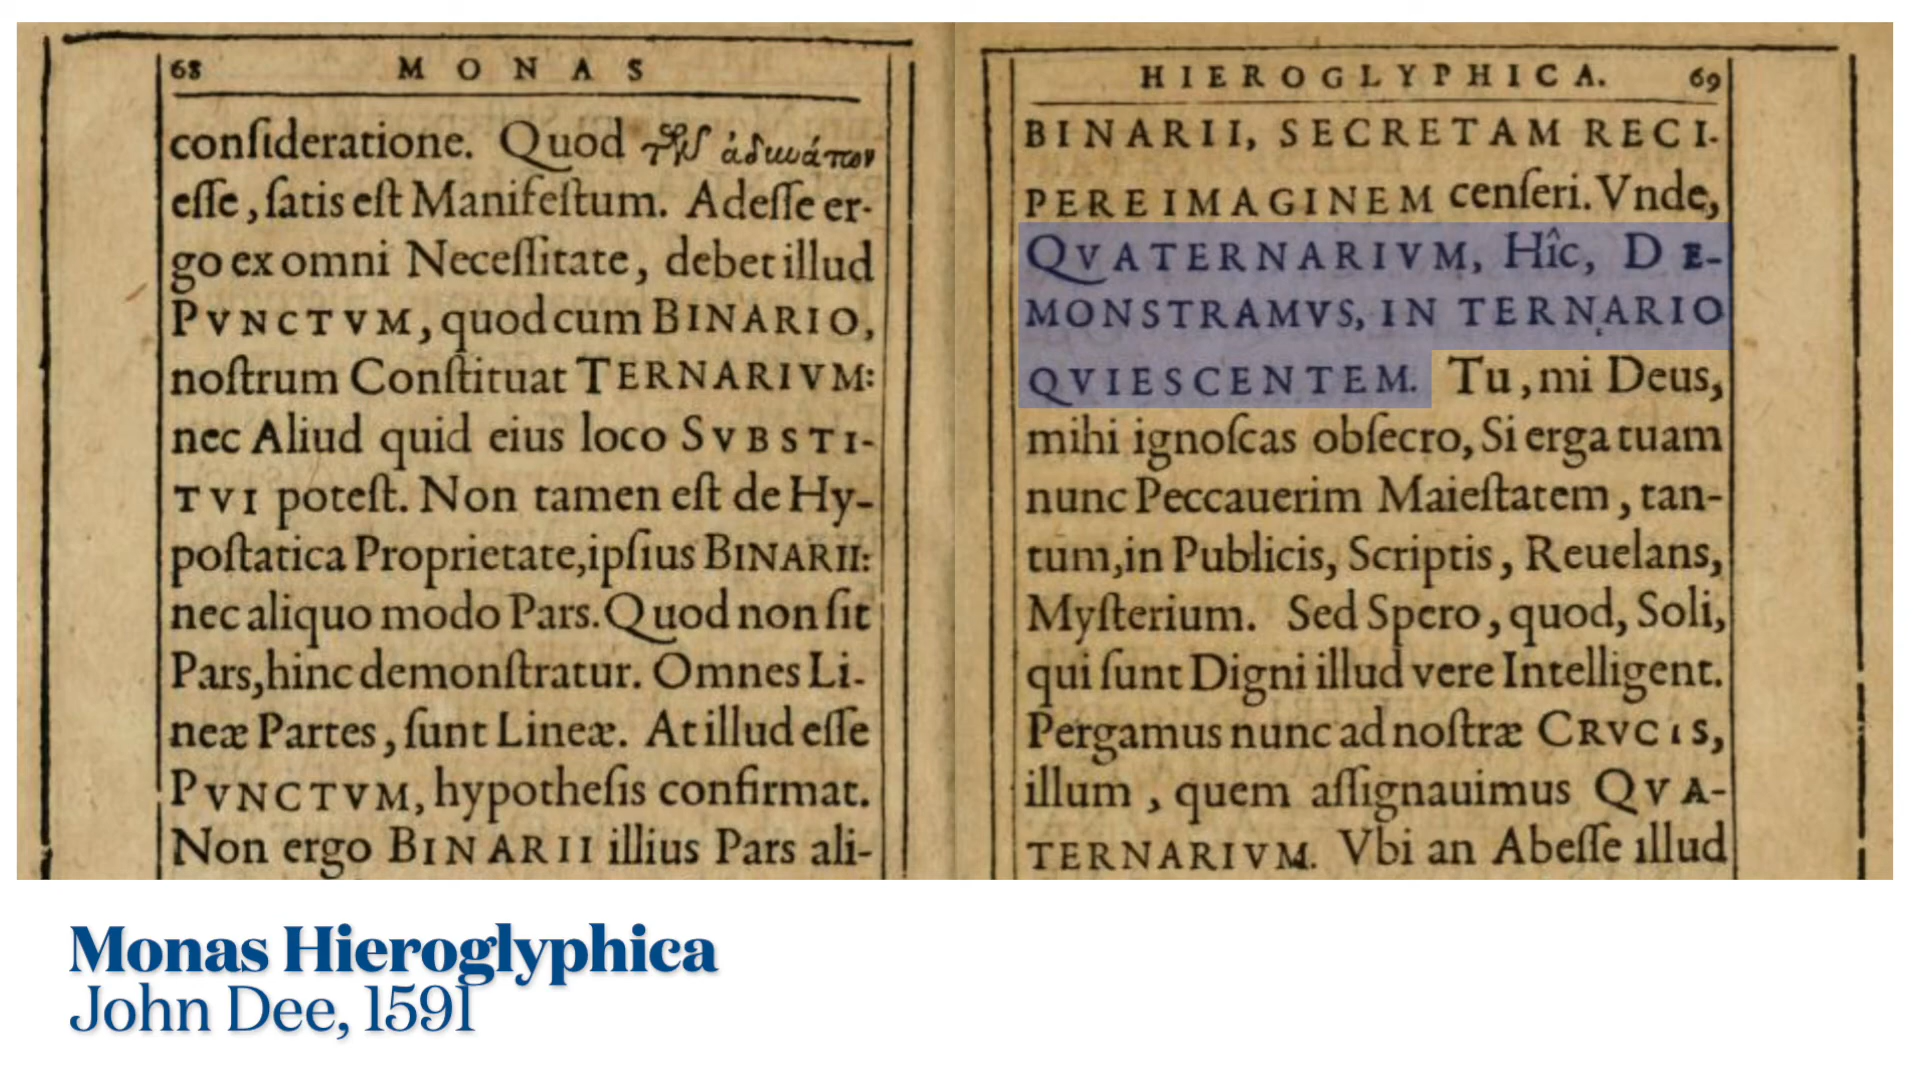 68 MONAS
conſideratione. Quod τῶν ἀδυνάτων
eſſe, ſatis eſt Manifeſtum. Adeſſe er-
go ex omni Neceſſitate, debet illud
PVNCTVM, quod cum BINARIO,
noſtrum Conſtituat TERNARIVM:
nec Aliud quid eius loco SVBSTI-
TVI poteſt. Non tamen eſt de Hy-
poſtatica Proprietate, ipſius BINARII:
nec aliquo modo Pars. Quod non ſit
Pars, hinc demonſtratur. Omnes Li-
neæ Partes, ſunt Lineæ. At illud eſſe
PVNCTVM, hypotheſis confirmat.
Non ergo BINARII illius Pars ali-
HIEROGLYPHICA. 69
BINARII, SECRETAM RECI-
PERE IMAGINEM cenſeri. Vnde,
QVATERNARIVM, Hîc, DE-
MONSTRAMVS, IN TERNARIO
QVIESCENTEM. Tu, mi Deus,
mihi ignoſcas obſecro, Si erga tuam
nunc Peccauerim Maieſtatem, tan-
tum, in Publicis, Scriptis, Reuelans,
Myſterium. Sed Spero, quod, Soli,
qui ſunt Digni illud vere Intelligent.
Pergamus nunc ad noſtræ CRVCIS,
illum, quem aſſignauimus QVA-
TERNARIVM. Vbi an Abeſſe illud
Monas Hieroglyphica
John Dee, 1591